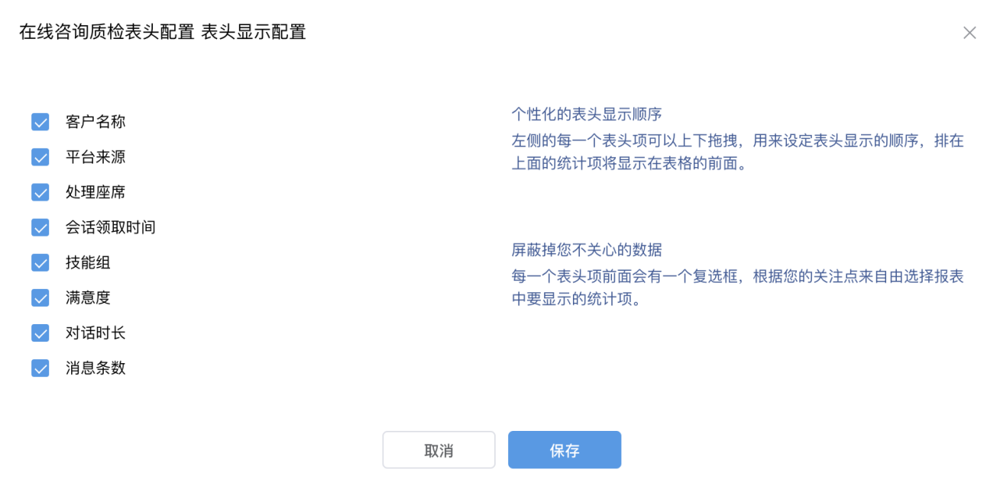 在线咨询质检表头配置 表头显示配置
客户名称
平台来源
处理座席
会话领取时间
技能组
满意度
对话时长
消息条数
个性化的表头显示顺序
左侧的每一个表头项可以上下拖拽，用来设定表头显示的顺序，排在
上面的统计项将显示在表格的前面。
屏蔽掉您不关心的数据
每一个表头项前面会有一个复选框，根据您的关注点来自由选择报表
中要显示的统计项。
取消
保存